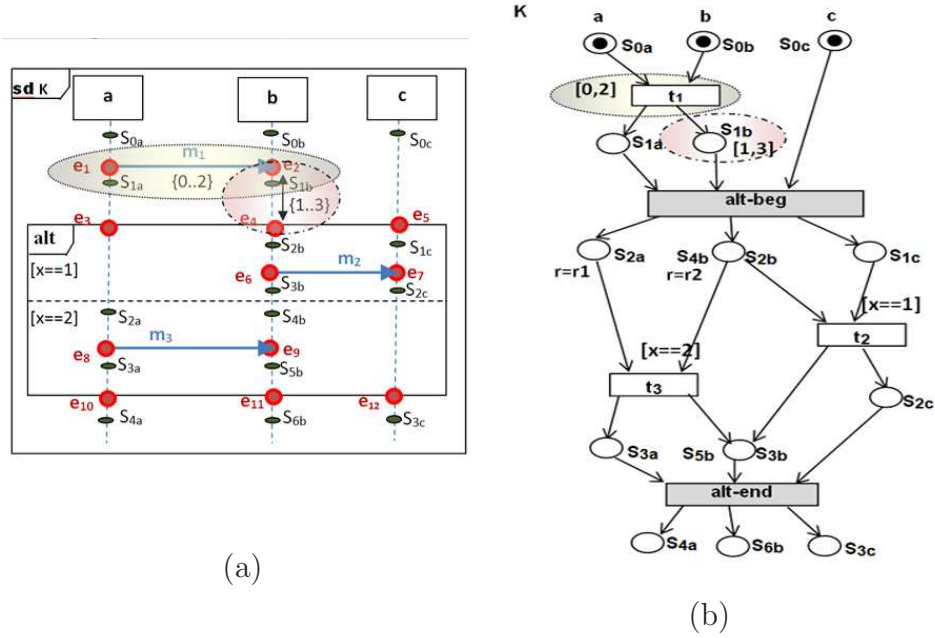 sd K
a b c
S0a S0b S0c
e1 m1 e2
S1a {0..2} S1b
{1..3}
e3 e4 e5
alt
S2b S1c
[x==1] m2
e6 e7
S3b S2c
[x==2] S2a S4b
m3
e8 e9
S3a S5b
e10 e11 e12
S4a S6b S3c
(a)
K
a b c
S0a S0b S0c
[0,2] t1
S1a S1b
[1,3]
alt-beg
S2a S4b S2b S1c
r=r1 r=r2
[x==1]
t2
[x==2]
t3
S2c
S3a S5b S3b
alt-end
S4a S6b S3c
(b)